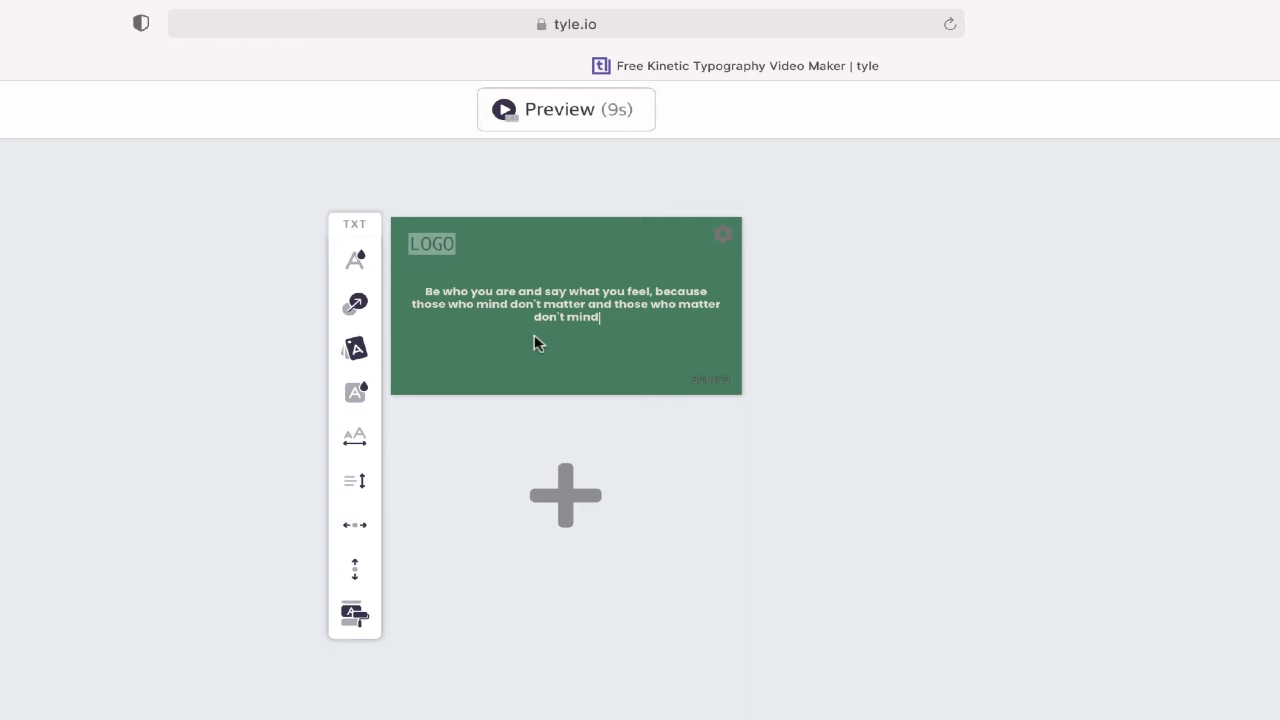 tyle.io
Free Kinetic Typography Video Maker | tyle
Preview (9s)
TXT
LOGO
Be who you are and say what you feel, because
those who mind don't matter and those who matter
don't mind